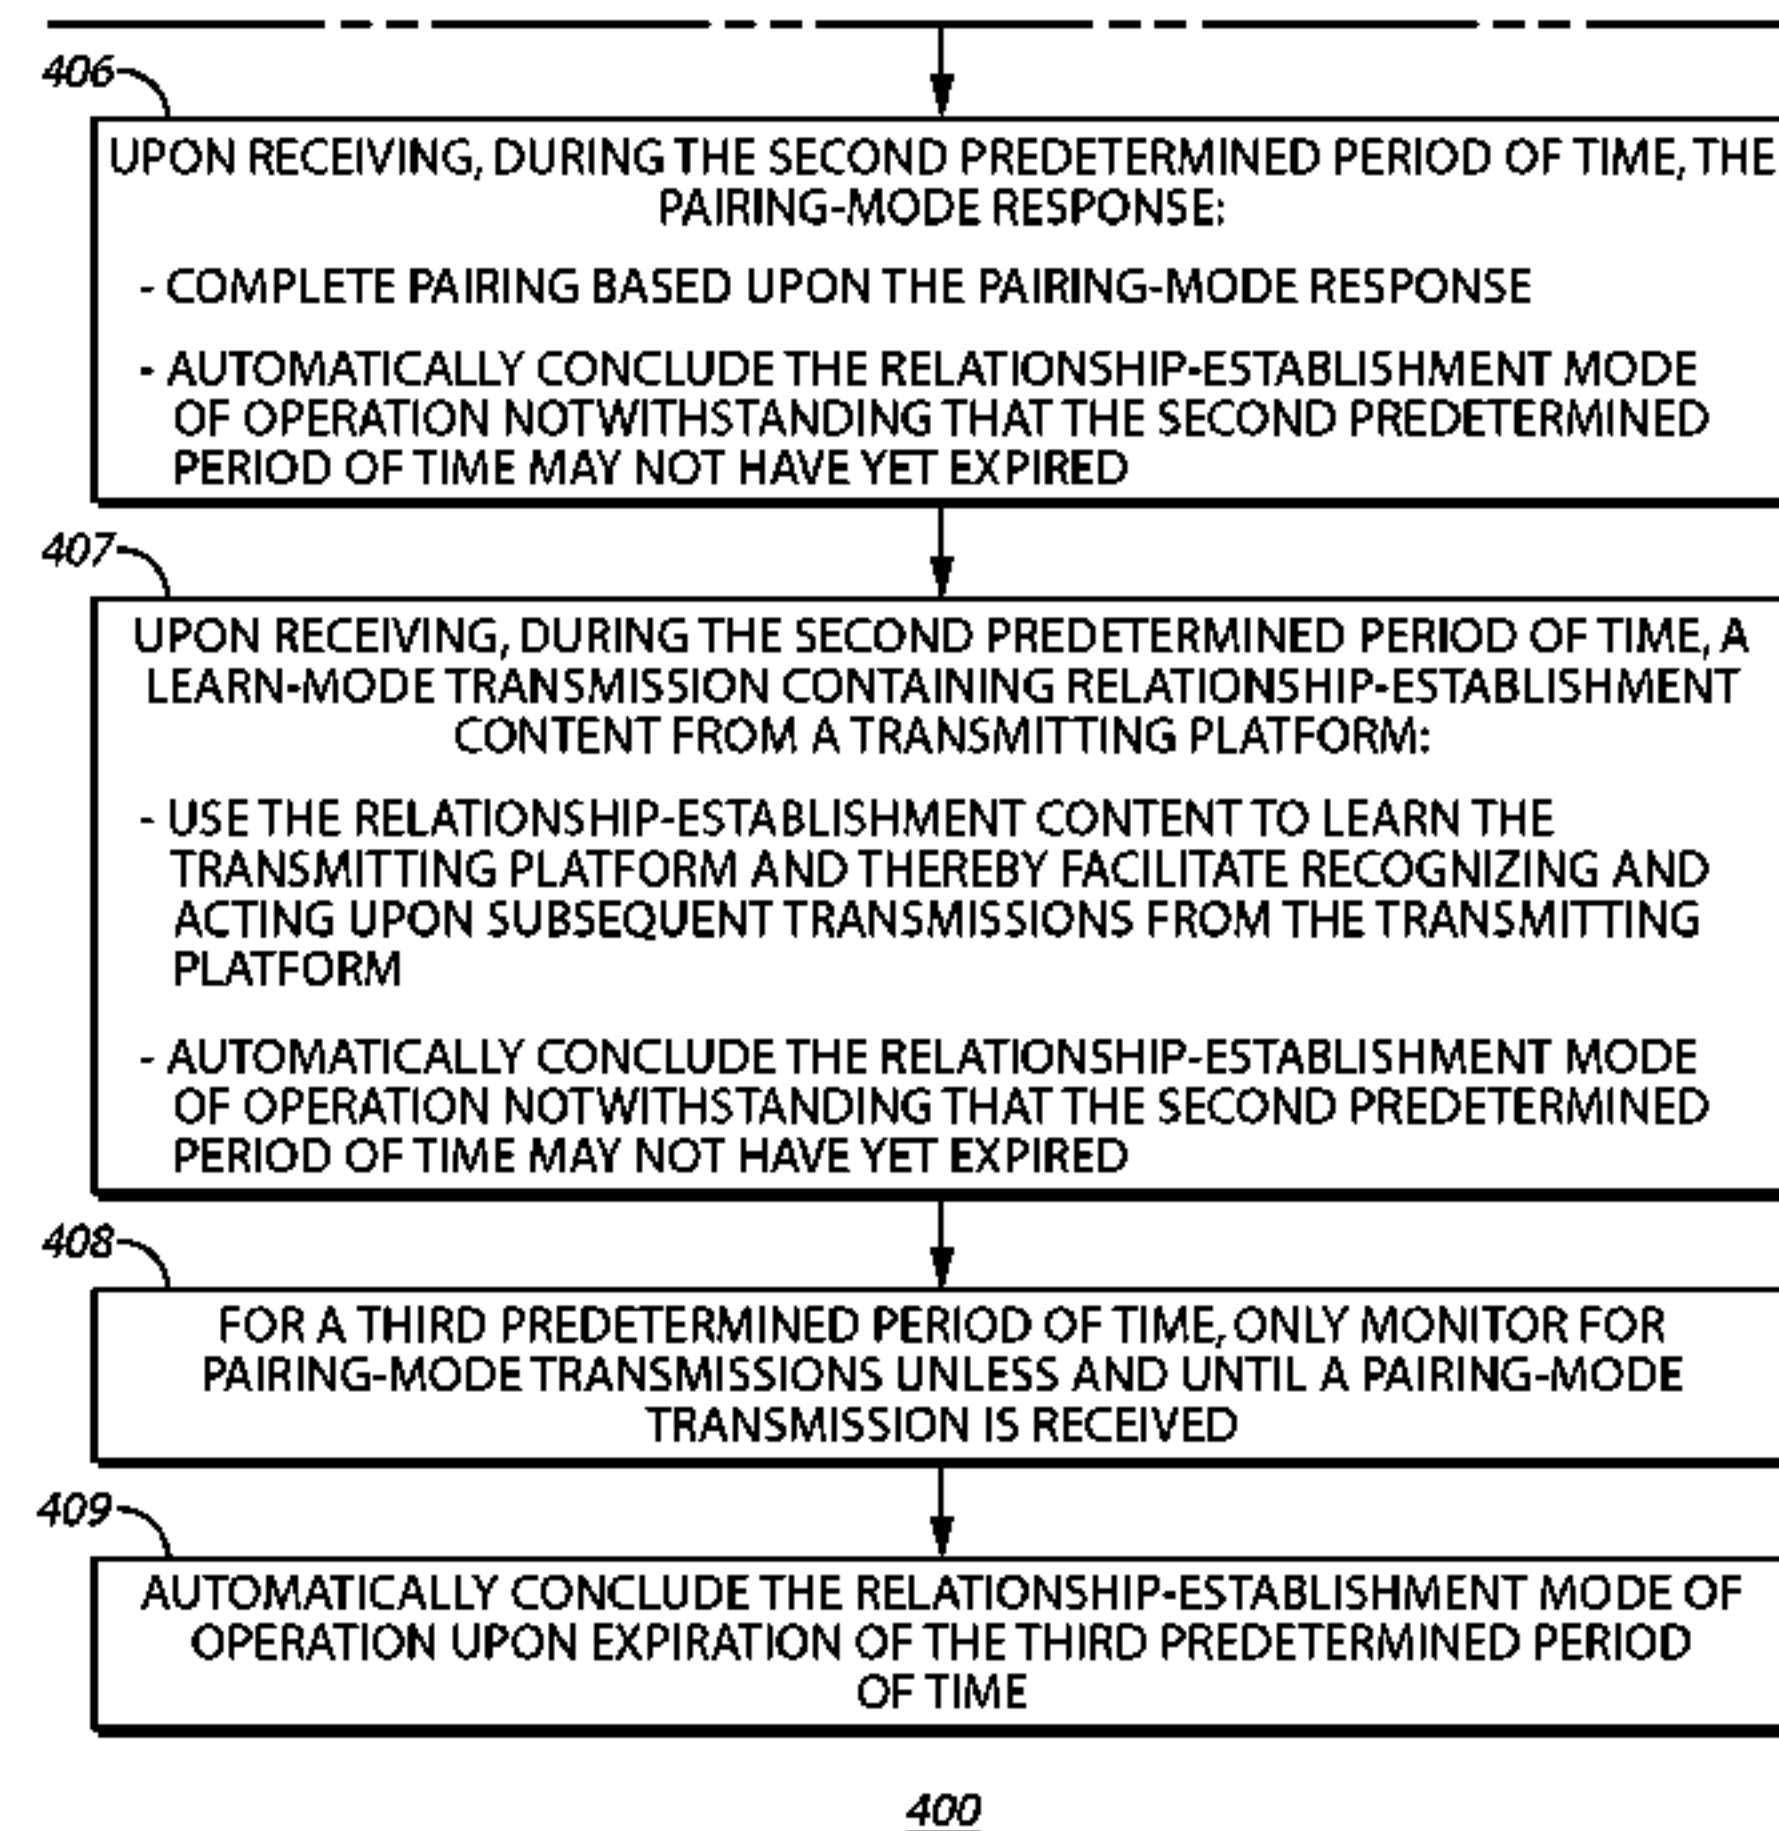 406
UPON RECEIVING, DURING THE SECOND PREDETERMINED PERIOD OF TIME, THE
PAIRING-MODE RESPONSE:
- COMPLETE PAIRING BASED UPON THE PAIRING-MODE RESPONSE
- AUTOMATICALLY CONCLUDE THE RELATIONSHIP-ESTABLISHMENT MODE
OF OPERATION NOTWITHSTANDING THAT THE SECOND PREDETERMINED
PERIOD OF TIME MAY NOT HAVE YET EXPIRED
407
UPON RECEIVING, DURING THE SECOND PREDETERMINED PERIOD OF TIME, A
LEARN-MODE TRANSMISSION CONTAINING RELATIONSHIP-ESTABLISHMENT
CONTENT FROM A TRANSMITTING PLATFORM:
- USE THE RELATIONSHIP-ESTABLISHMENT CONTENT TO LEARN THE
TRANSMITTING PLATFORM AND THEREBY FACILITATE RECOGNIZING AND
ACTING UPON SUBSEQUENT TRANSMISSIONS FROM THE TRANSMITTING
PLATFORM
- AUTOMATICALLY CONCLUDE THE RELATIONSHIP-ESTABLISHMENT MODE
OF OPERATION NOTWITHSTANDING THAT THE SECOND PREDETERMINED
PERIOD OF TIME MAY NOT HAVE YET EXPIRED
408
FOR A THIRD PREDETERMINED PERIOD OF TIME, ONLY MONITOR FOR
PAIRING-MODE TRANSMISSIONS UNLESS AND UNTIL A PAIRING-MODE
TRANSMISSION IS RECEIVED
409
AUTOMATICALLY CONCLUDE THE RELATIONSHIP-ESTABLISHMENT MODE OF
OPERATION UPON EXPIRATION OF THE THIRD PREDETERMINED PERIOD
OF TIME
400